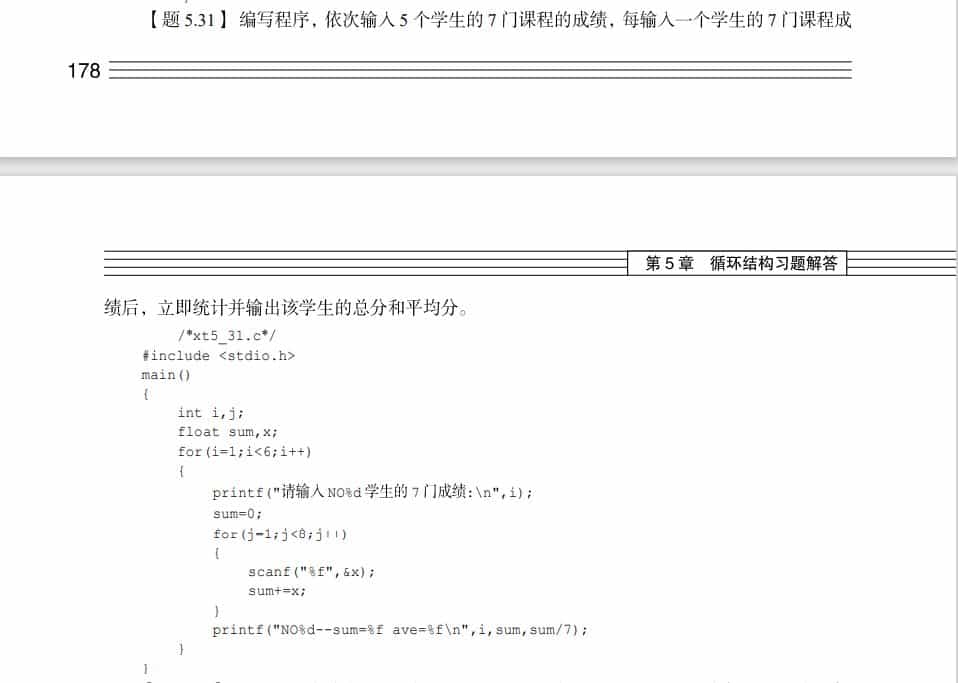 【题 5.31】 编写程序，依次输入 5 个学生的 7 门课程的成绩，每输入一个学生的 7 门课程成
178
第 5 章 循环结构习题解答
绩后，立即统计并输出该学生的总分和平均分。
/*xt5_31.c*/
#include <stdio.h>
main()
{
int i,j;
float sum,x;
for(i=1;i<6;i++)
{
printf("请输入NO%d学生的7门成绩:\n",i);
sum=0;
for(j=1;j<8;j++)
{
scanf("%f",&x);
sum+=x;
}
printf("NO%d--sum=%f ave=%f\n",i,sum,sum/7);
}
}